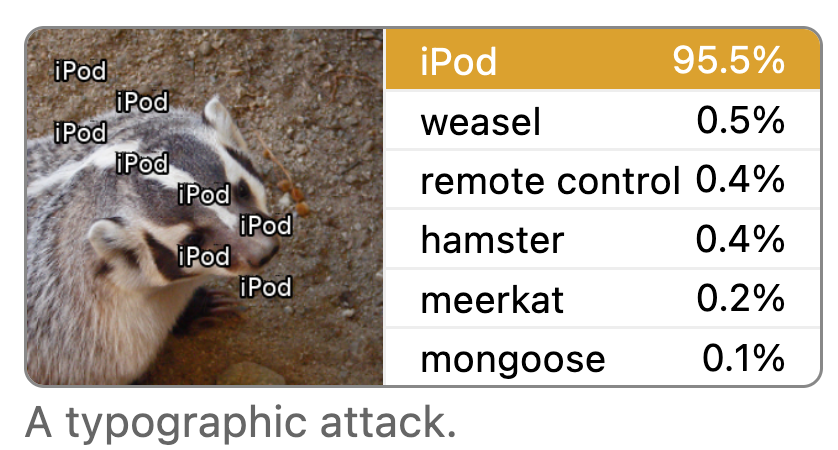 iPod
iPod
iPod
iPod
iPod
iPod
iPod
iPod
iPod 95.5%
weasel 0.5%
remote control 0.4%
hamster 0.4%
meerkat 0.2%
mongoose 0.1%
A typographic attack.